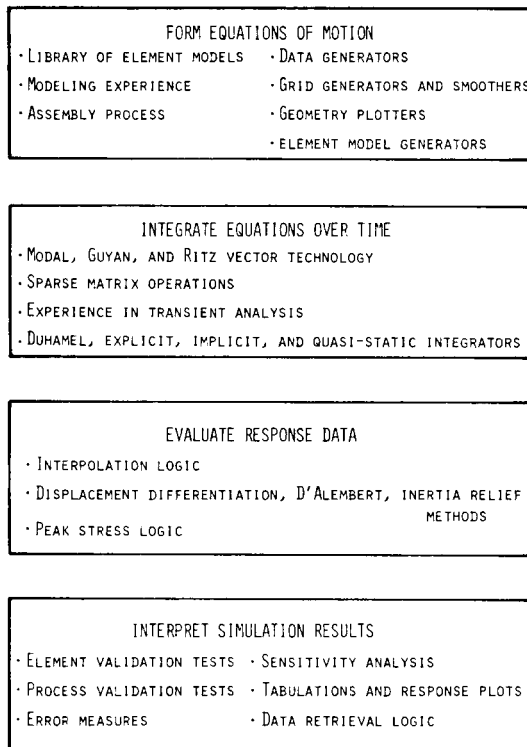 FORM EQUATIONS OF MOTION
· LIBRARY OF ELEMENT MODELS · DATA GENERATORS
· MODELING EXPERIENCE · GRID GENERATORS AND SMOOTHERS
· ASSEMBLY PROCESS · GEOMETRY PLOTTERS
· ELEMENT MODEL GENERATORS
INTEGRATE EQUATIONS OVER TIME
· MODAL, GUYAN, AND RITZ VECTOR TECHNOLOGY
· SPARSE MATRIX OPERATIONS
· EXPERIENCE IN TRANSIENT ANALYSIS
· DUHAMEL, EXPLICIT, IMPLICIT, AND QUASI-STATIC INTEGRATORS
EVALUATE RESPONSE DATA
· INTERPOLATION LOGIC
· DISPLACEMENT DIFFERENTIATION, D'ALEMBERT, INERTIA RELIEF
METHODS
· PEAK STRESS LOGIC
INTERPRET SIMULATION RESULTS
· ELEMENT VALIDATION TESTS · SENSITIVITY ANALYSIS
· PROCESS VALIDATION TESTS · TABULATIONS AND RESPONSE PLOTS
· ERROR MEASURES · DATA RETRIEVAL LOGIC